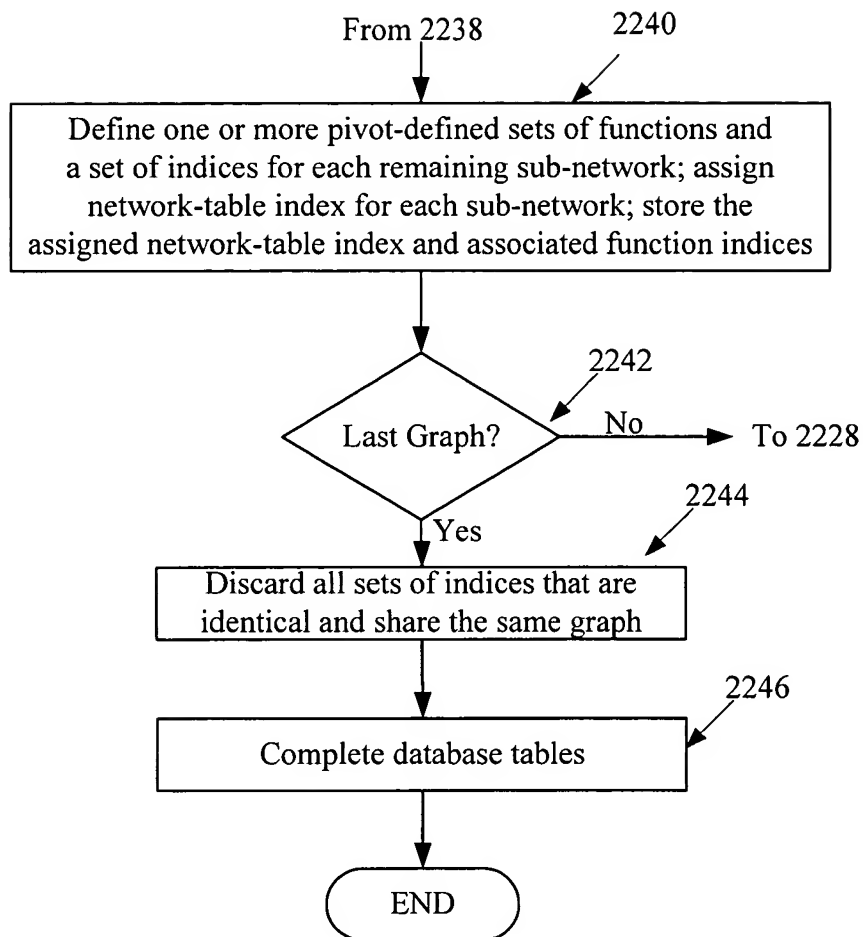 From 2238
2240
Define one or more pivot-defined sets of functions and
a set of indices for each remaining sub-network; assign
network-table index for each sub-network; store the
assigned network-table index and associated function indices
2242
Last Graph?
No
To 2228
2244
Yes
Discard all sets of indices that are
identical and share the same graph
2246
Complete database tables
END